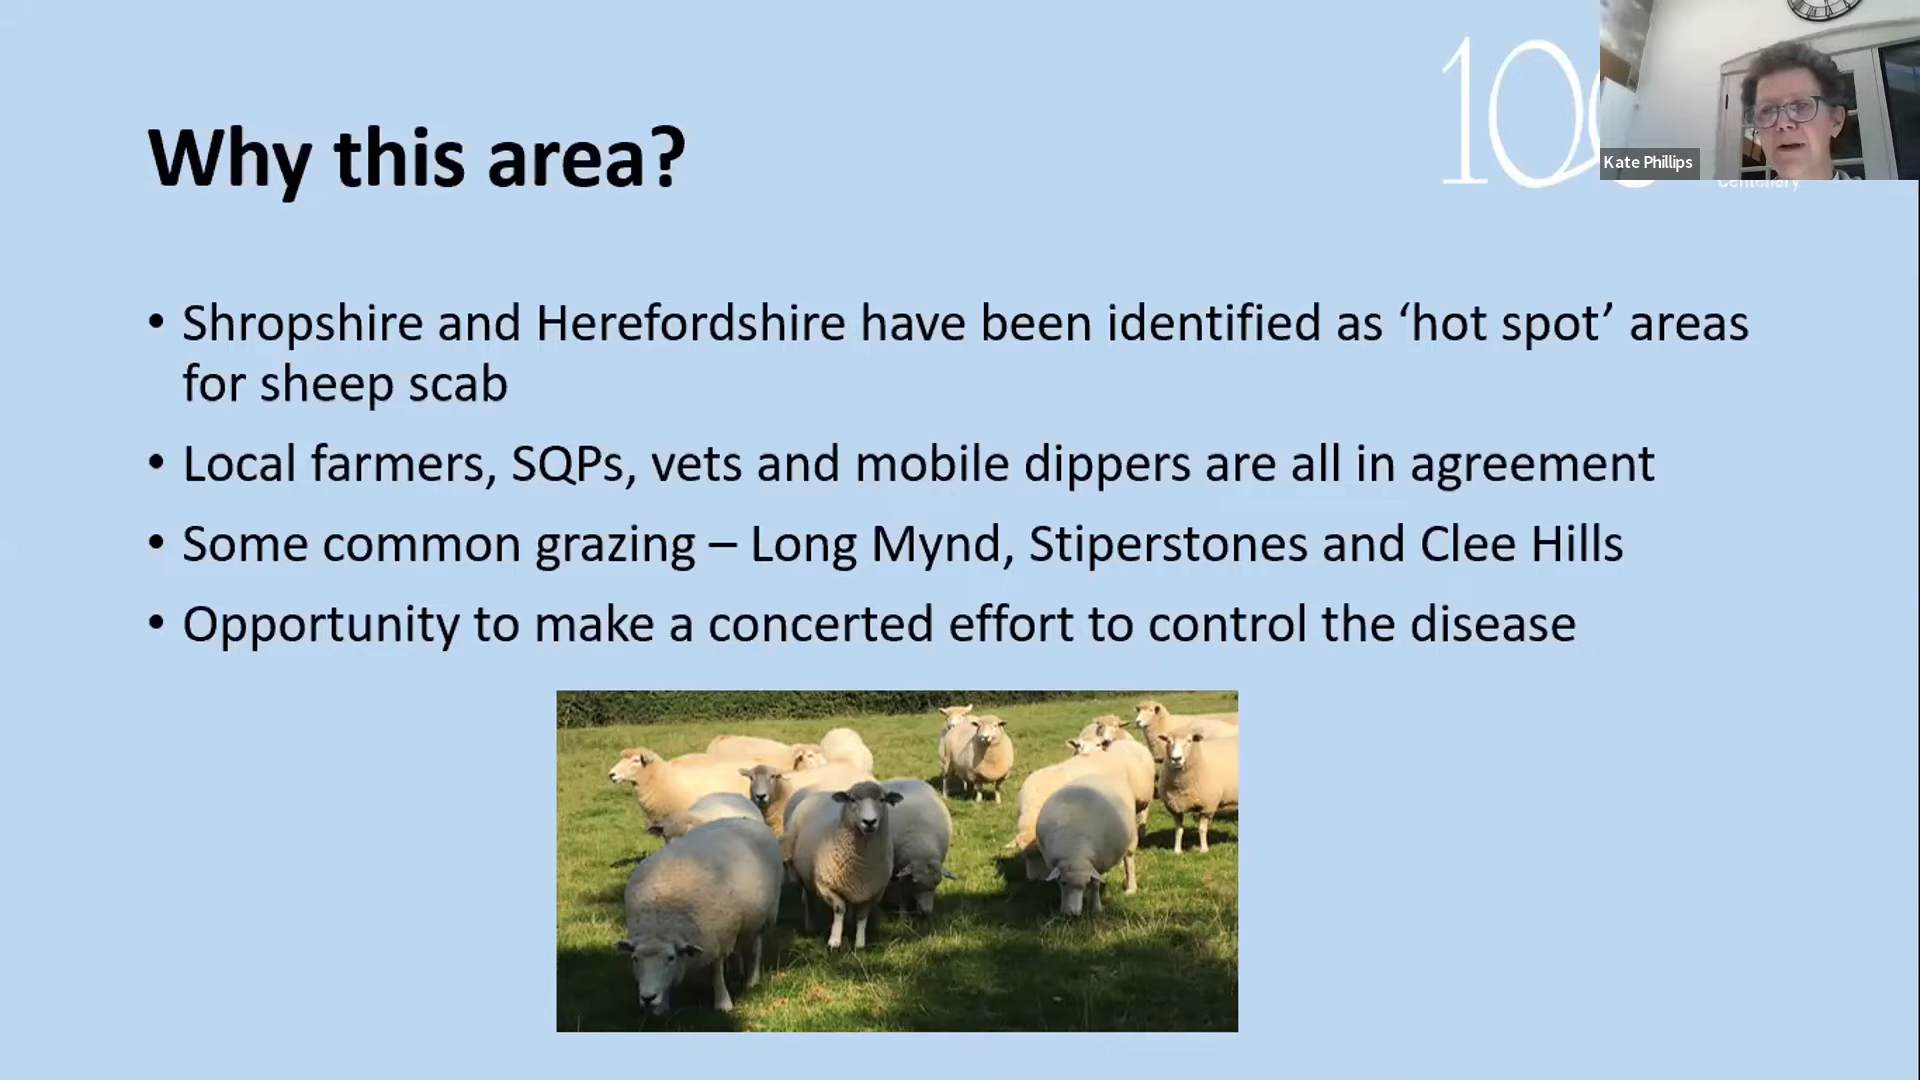 100
Kate Phillips
Centenary
Why this area?
• Shropshire and Herefordshire have been identified as ‘hot spot’ areas
for sheep scab
• Local farmers, SQPs, vets and mobile dippers are all in agreement
• Some common grazing – Long Mynd, Stiperstones and Clee Hills
• Opportunity to make a concerted effort to control the disease